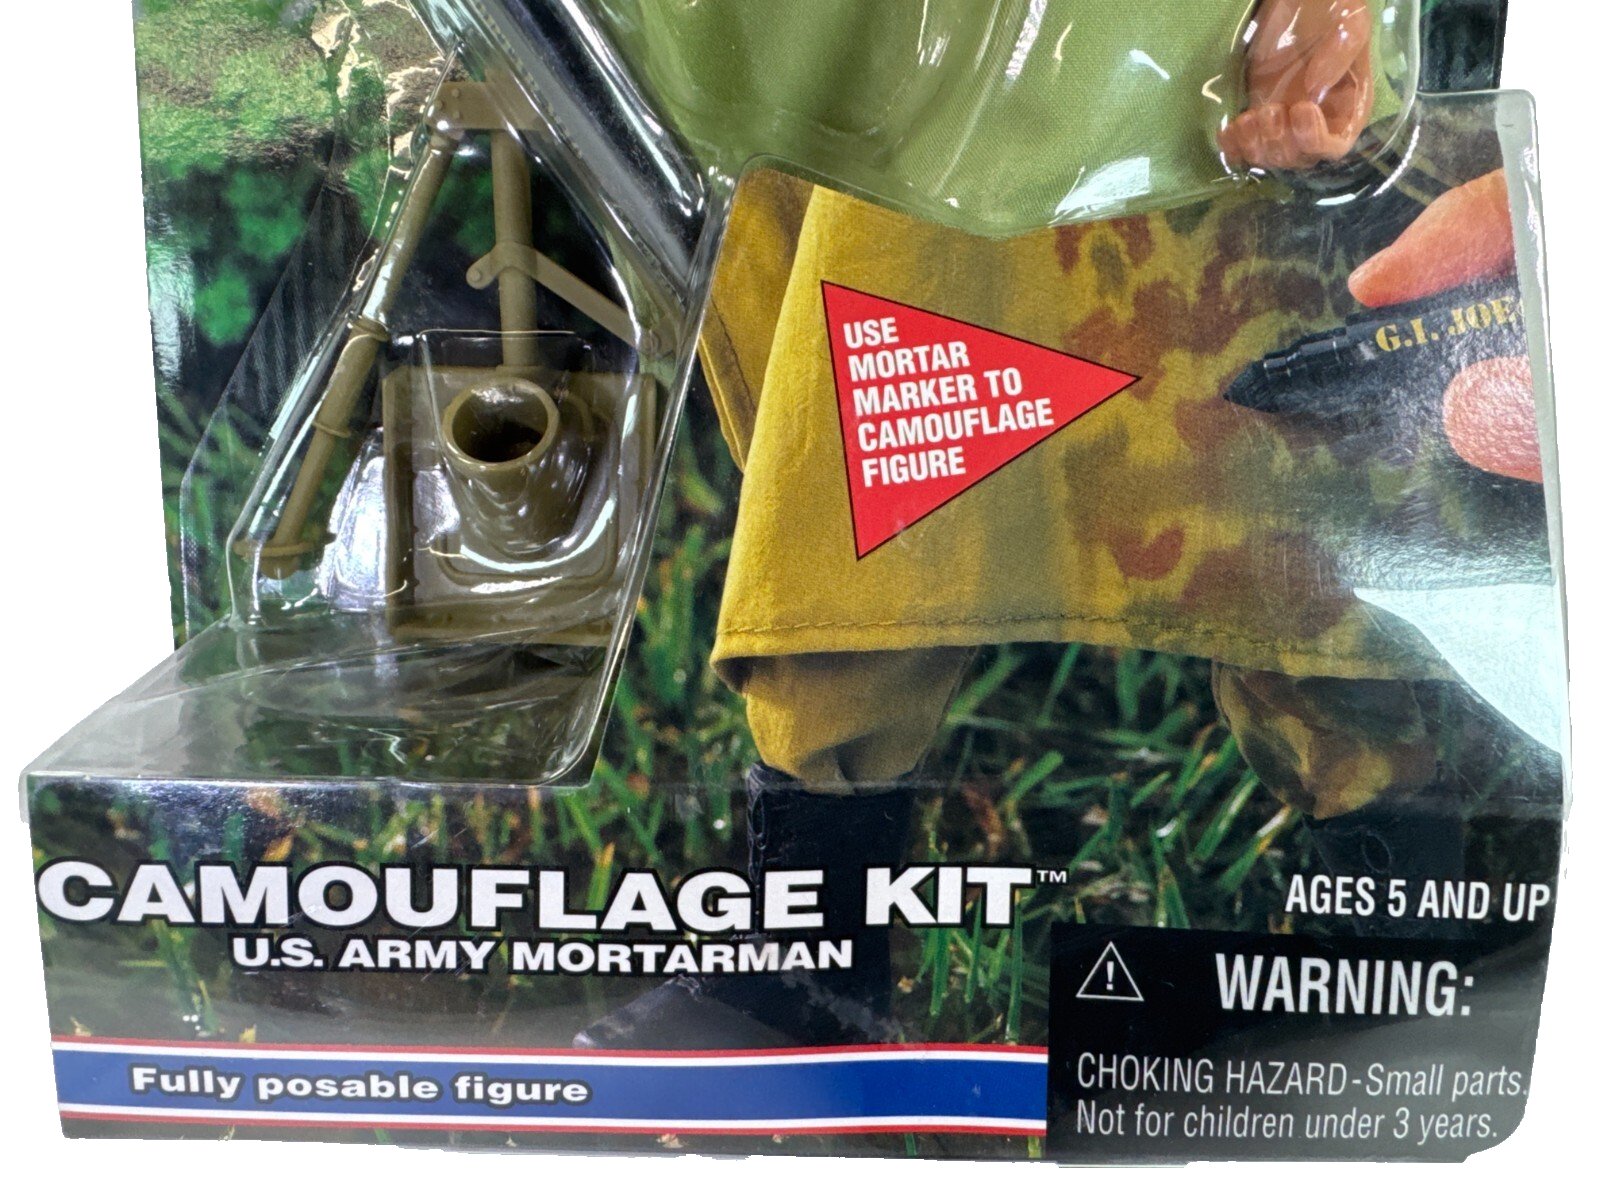 USE
MORTAR
MARKER TO
CAMOUFLAGE
FIGURE
G.I. JOE
CAMOUFLAGE KIT™
U.S. ARMY MORTARMAN
Fully posable figure
AGES 5 AND UP
WARNING:
CHOKING HAZARD-Small parts.
Not for children under 3 years.